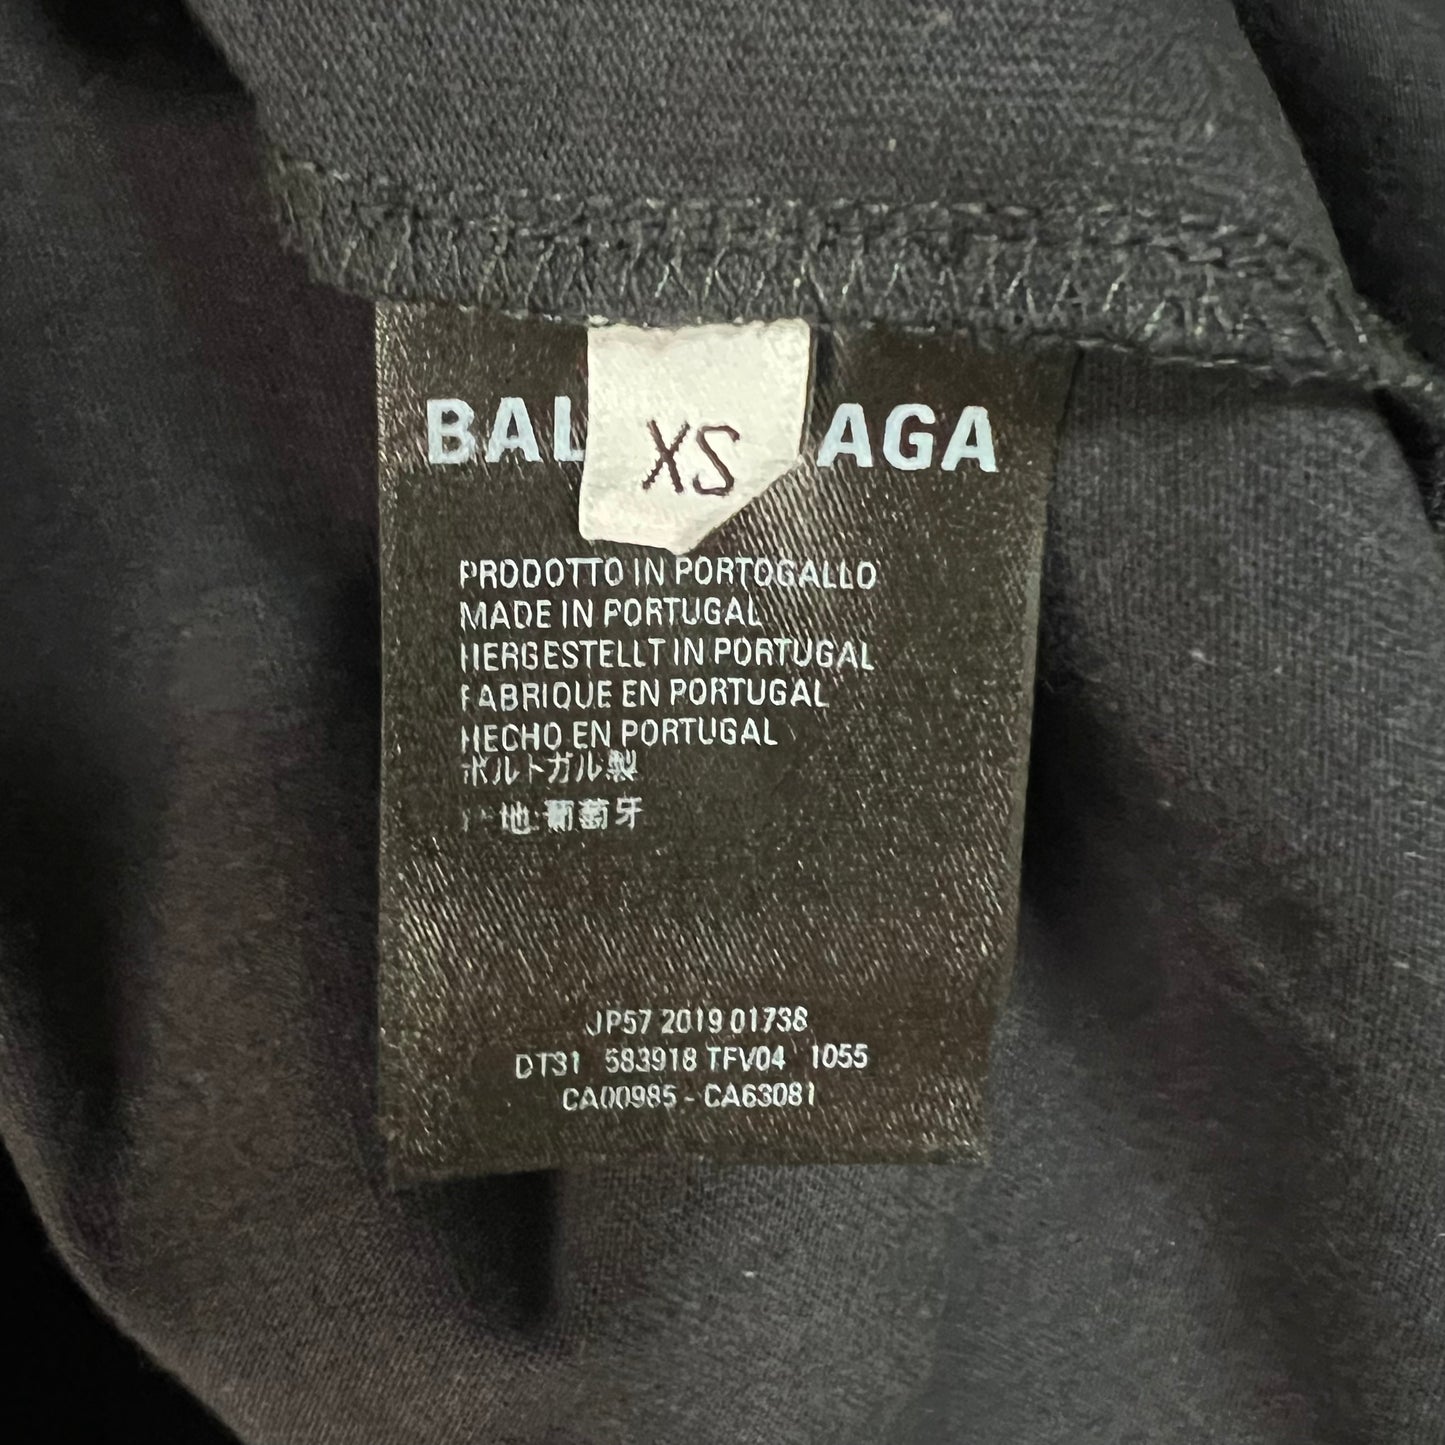 BAL AGA
XS
PRODOTTO IN PORTOGALLO
MADE IN PORTUGAL
HERGESTELLT IN PORTUGAL
FABRIQUE EN PORTUGAL
HECHO EN PORTUGAL
ポルトガル製
地:葡萄牙
JP57 2019 01738
DT31 583918 TFV04 1055
CA00985 - CA63081